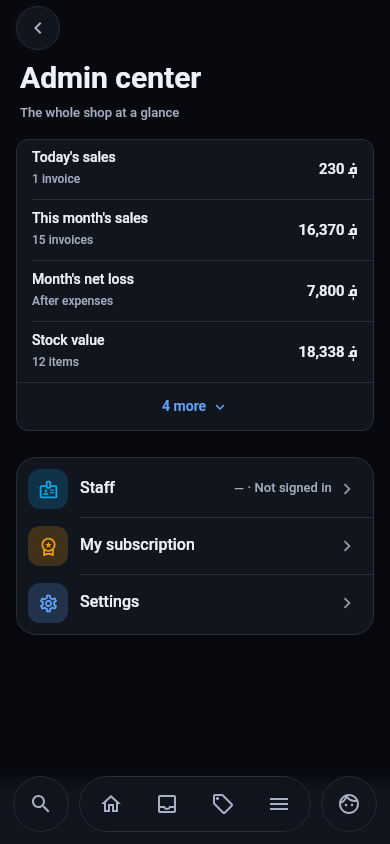 Admin center
The whole shop at a glance
Today's sales
1 invoice
230
This month's sales
15 invoices
16,370
Month's net loss
After expenses
7,800
Stock value
12 items
18,338
4 more
Staff
— · Not signed in
My subscription
Settings